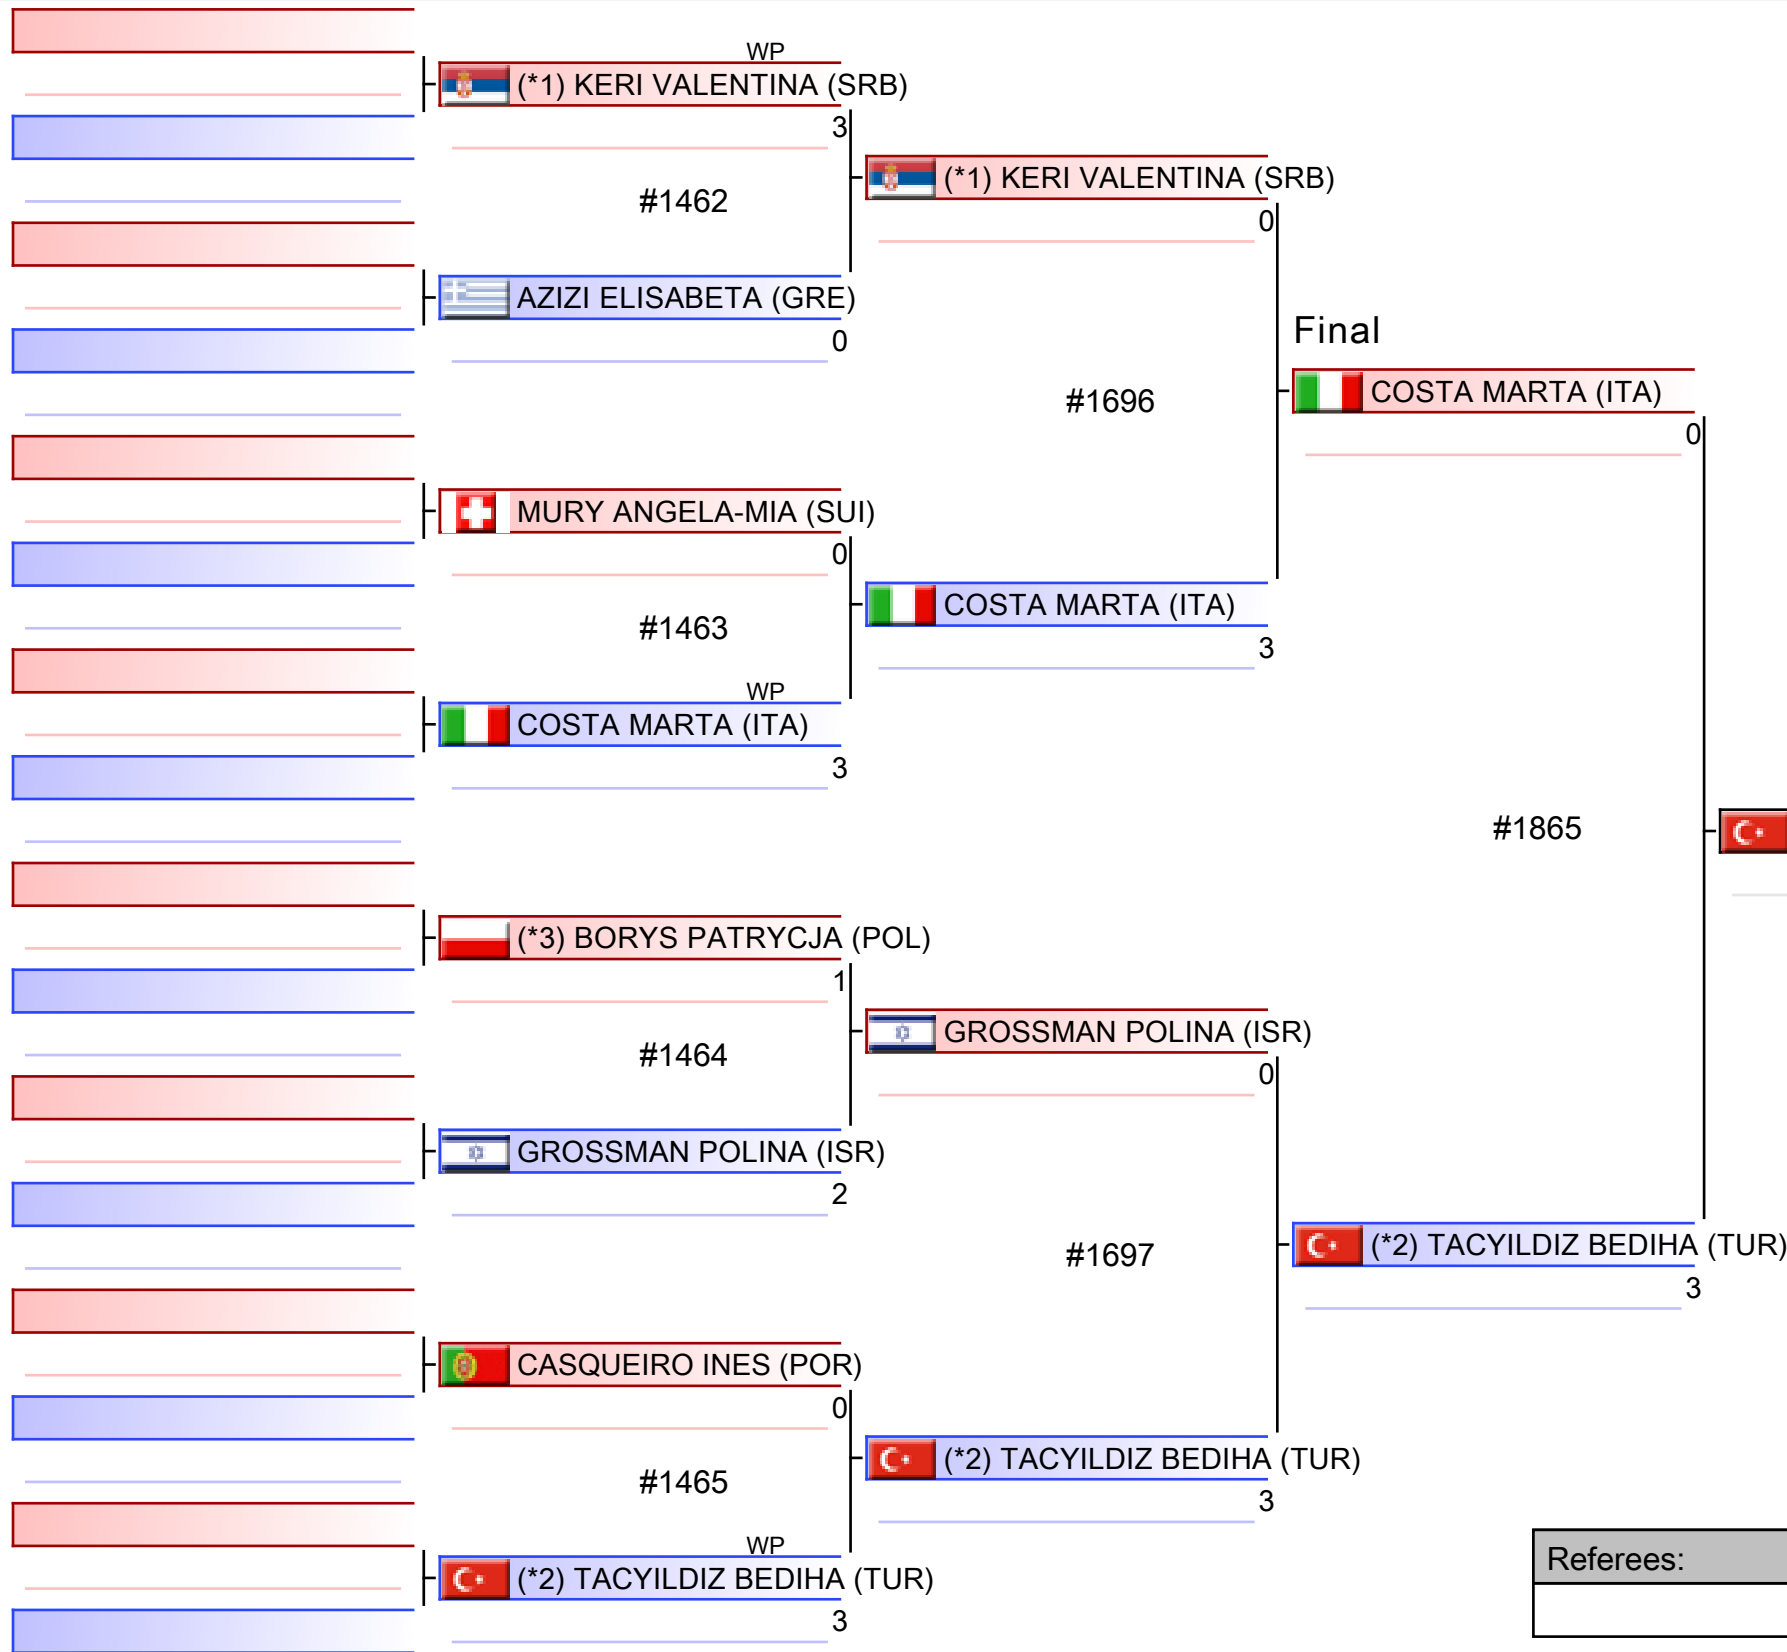 WP
(*1) KERI VALENTINA (SRB)
3
#1462
AZIZI ELISABETA (GRE)
0
MURY ANGELA-MIA (SUI)
0
#1463
WP
COSTA MARTA (ITA)
3
(*3) BORYS PATRYCJA (POL)
1
#1464
GROSSMAN POLINA (ISR)
2
CASQUEIRO INES (POR)
0
#1465
WP
(*2) TACYILDIZ BEDIHA (TUR)
3
(*1) KERI VALENTINA (SRB)
0
#1696
COSTA MARTA (ITA)
3
GROSSMAN POLINA (ISR)
0
#1697
(*2) TACYILDIZ BEDIHA (TUR)
3
Final
COSTA MARTA (ITA)
0
#1865
(*2) TACYILDIZ BEDIHA (TUR)
3
Referees: